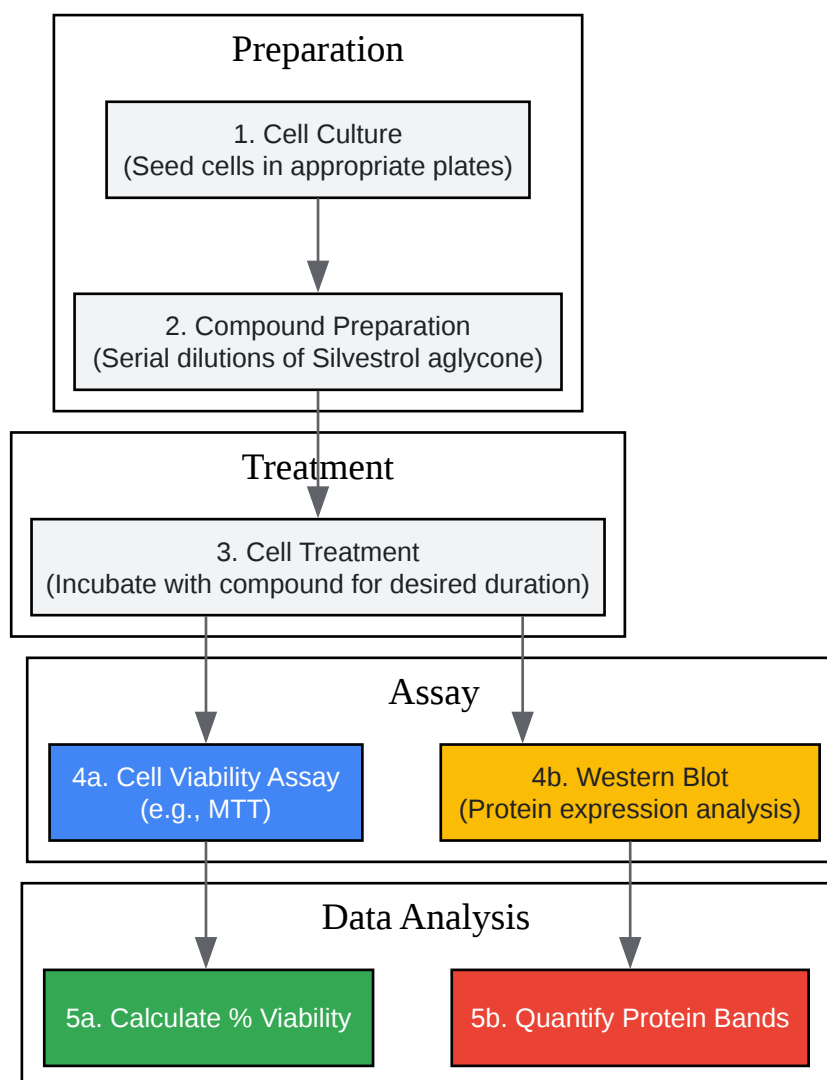 Preparation
1. Cell Culture
(Seed cells in appropriate plates)
2. Compound Preparation
(Serial dilutions of Silvestrol aglycone)
Treatment
3. Cell Treatment
(Incubate with compound for desired duration)
Assay
4a. Cell Viability Assay
(e.g., MTT)
4b. Western Blot
(Protein expression analysis)
Data Analysis
5a. Calculate % Viability
5b. Quantify Protein Bands